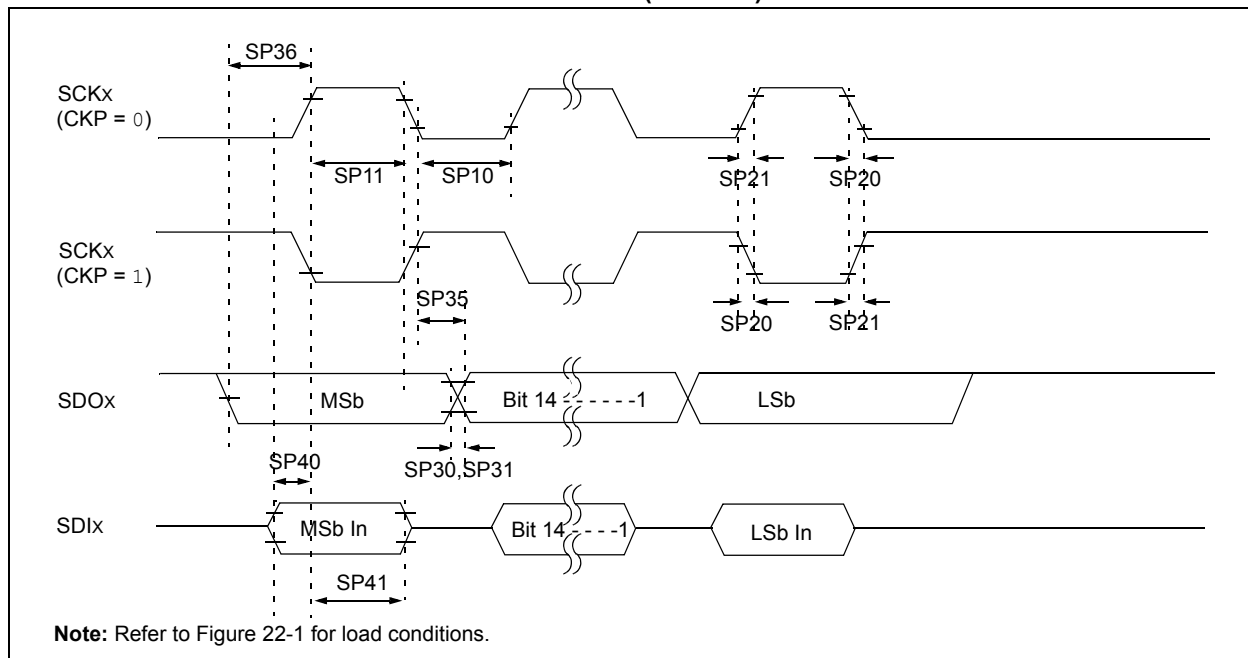 SP36
SCKx
(CKP = 0)
SP11
SP10
SP21
SP20
SCKx
(CKP = 1)
SP35
SP20
SP21
SDOx
MSb
Bit 14 - - - - - -1
LSb
SP40
SP30,SP31
SDIx
MSb In
Bit 14 - - - -1
LSb In
SP41
Note: Refer to Figure 22-1 for load conditions.